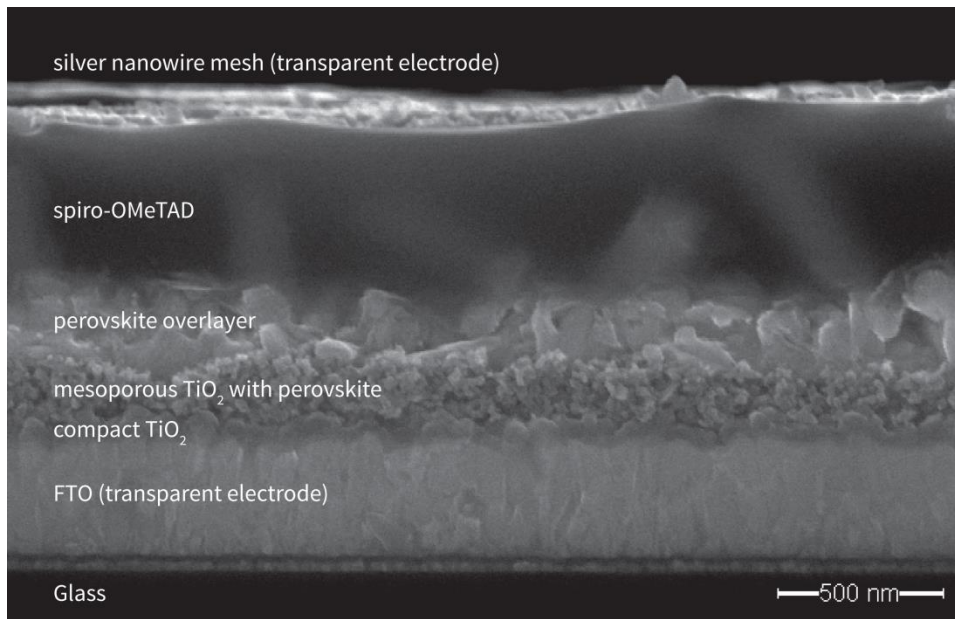 silver nanowire mesh (transparent electrode)
spiro-OMeTAD
perovskite overlayer
mesoporous TiO₂ with perovskite
compact TiO₂
FTO (transparent electrode)
Glass
500 nm